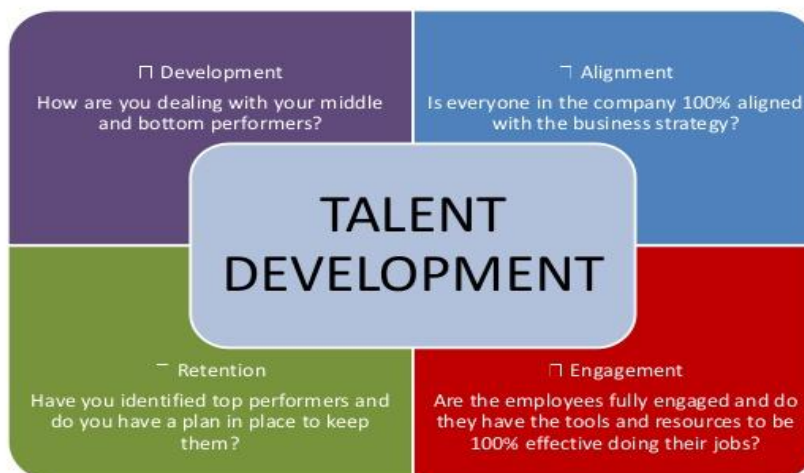 Development
How are you dealing with your middle
and bottom performers?
Alignment
Is everyone in the company 100% aligned
with the business strategy?
TALENT
DEVELOPMENT
Retention
Have you identified top performers and
do you have a plan in place to keep
them?
Engagement
Are the employees fully engaged and do
they have the tools and resources to be
100% effective doing their jobs?